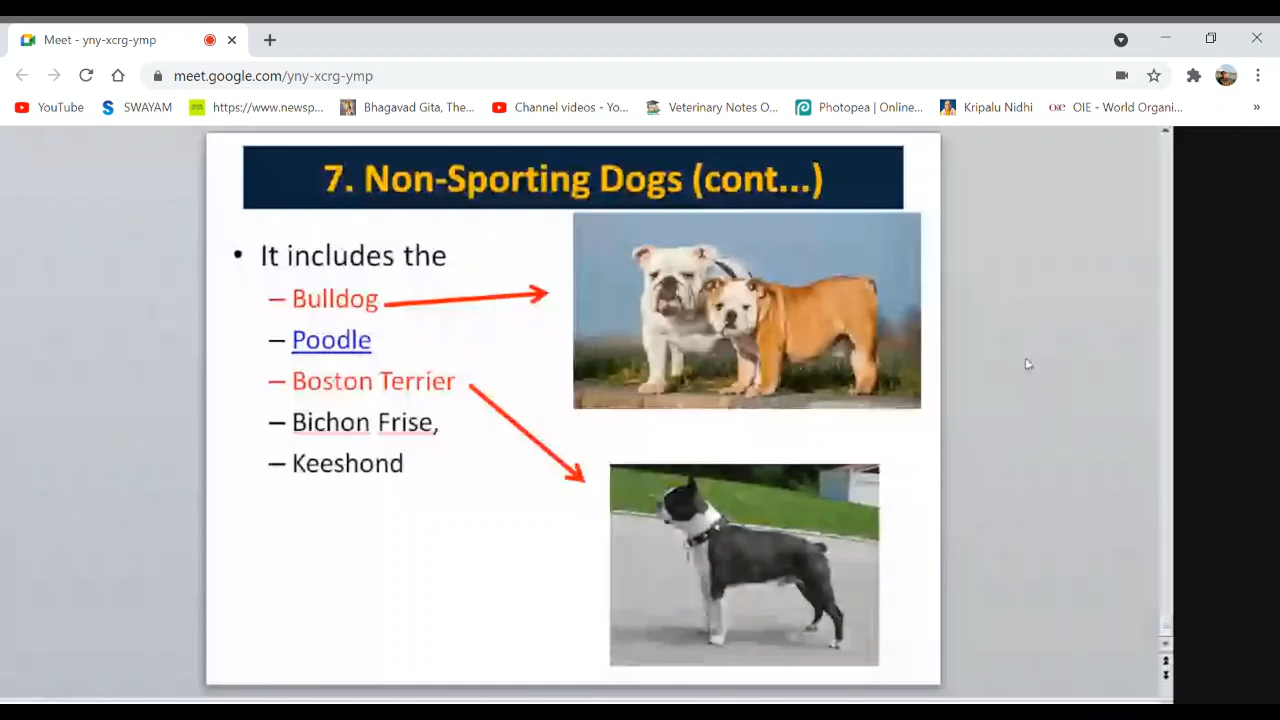 Meet - yny-xcrg-ymp
meet.google.com/yny-xcrg-ymp
YouTube
SWAYAM
https://www.newsp...
Bhagavad Gita, The...
Channel videos - Yo...
Veterinary Notes O...
Photopea | Online...
Kripalu Nidhi
OIE - World Organi...
»
7. Non-Sporting Dogs (cont...)
• It includes the
– Bulldog
– Poodle
– Boston Terrier
– Bichon Frise,
– Keeshond